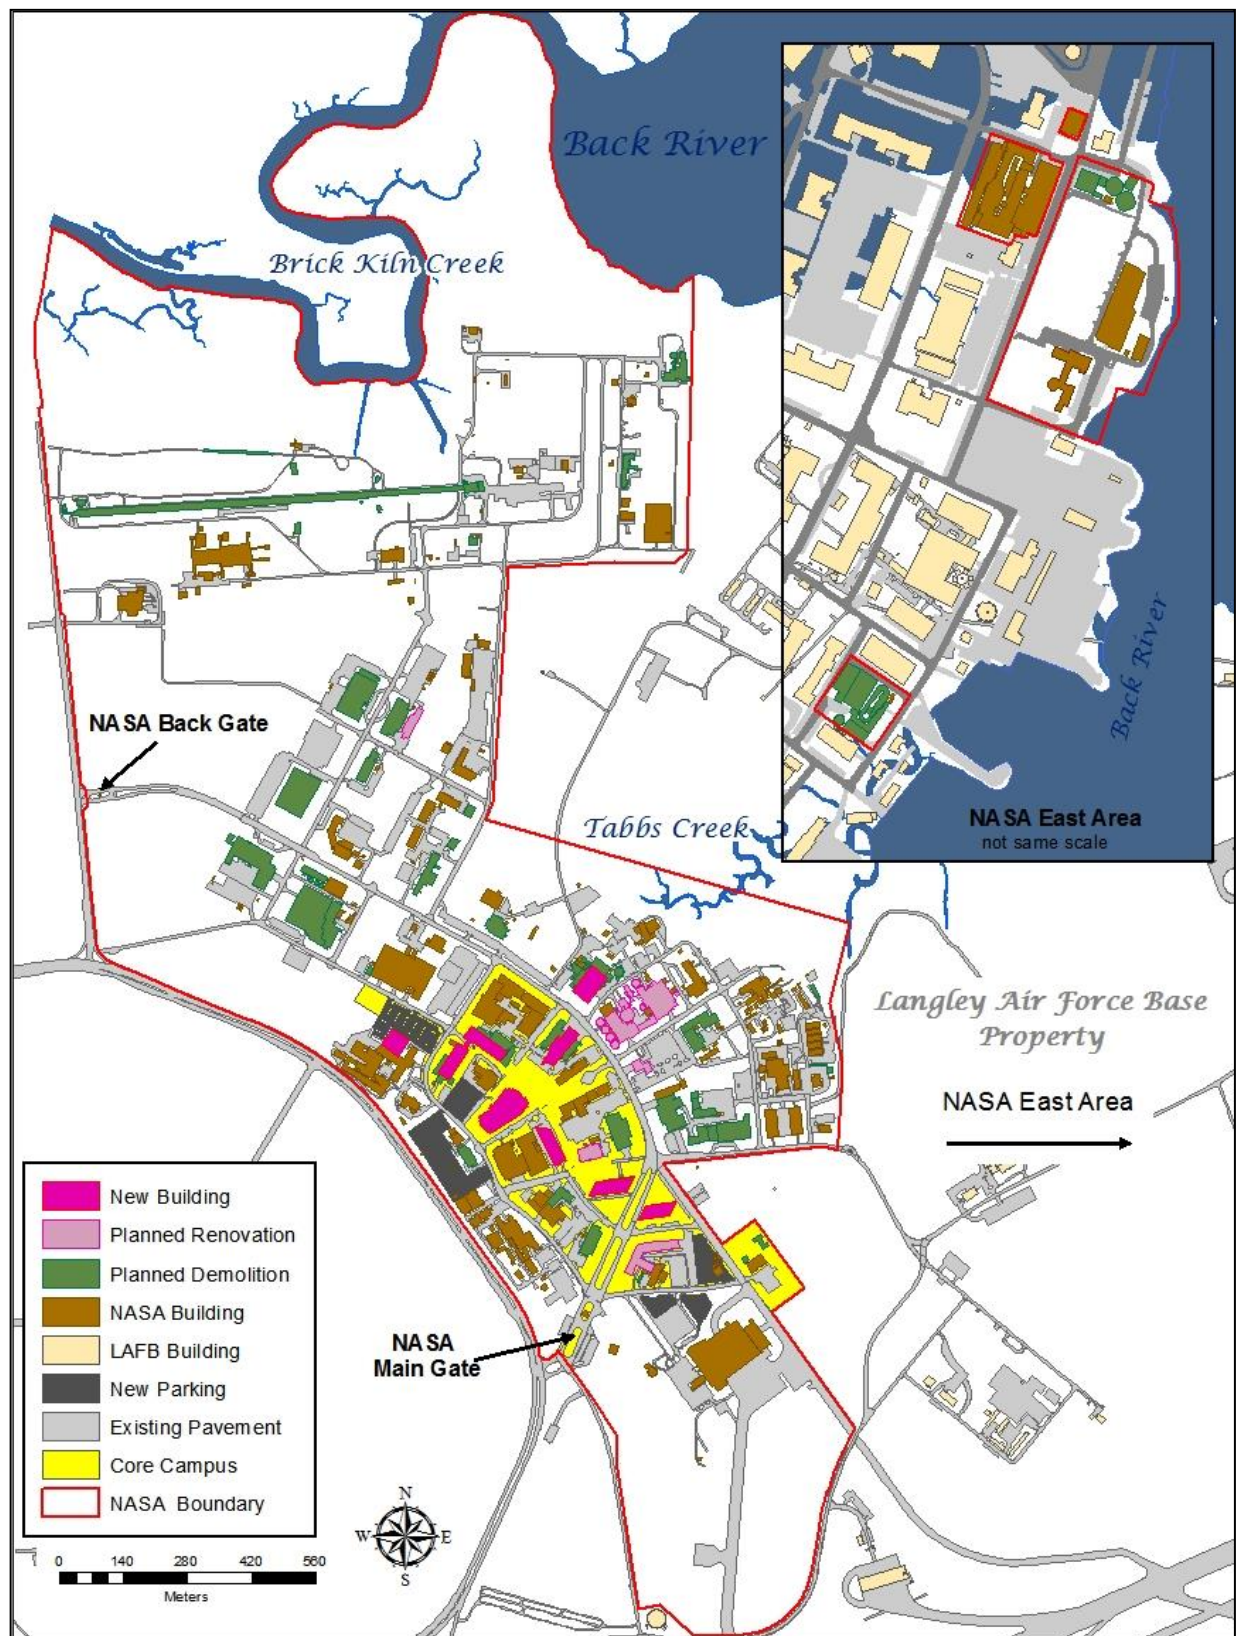 Back River
Brick Kiln Creek
NASA Back Gate
Tabbs Creek
Back River
NASA East Area
not same scale
Langley Air Force Base
Property
NASA East Area
NASA
Main Gate
New Building
Planned Renovation
Planned Demolition
NASA Building
LAFB Building
New Parking
Existing Pavement
Core Campus
NASA Boundary
N
W
E
S
0 140 280 420 560
Meters